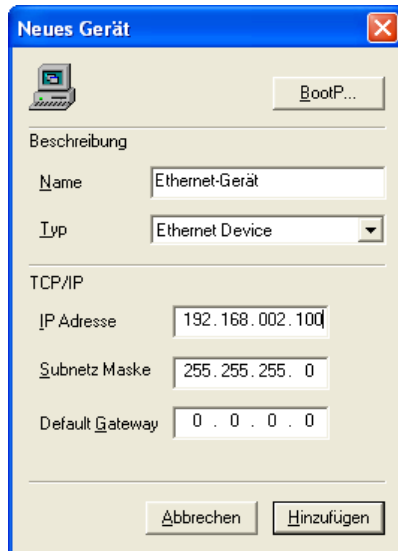 Neues Gerät
BootP...
Beschreibung
Name Ethernet-Gerät
Typ Ethernet Device
TCP/IP
IP Adresse 192.168.002.100
Subnetz Maske 255.255.255. 0
Default Gateway 0 . 0 . 0 . 0
Abbrechen Hinzufügen